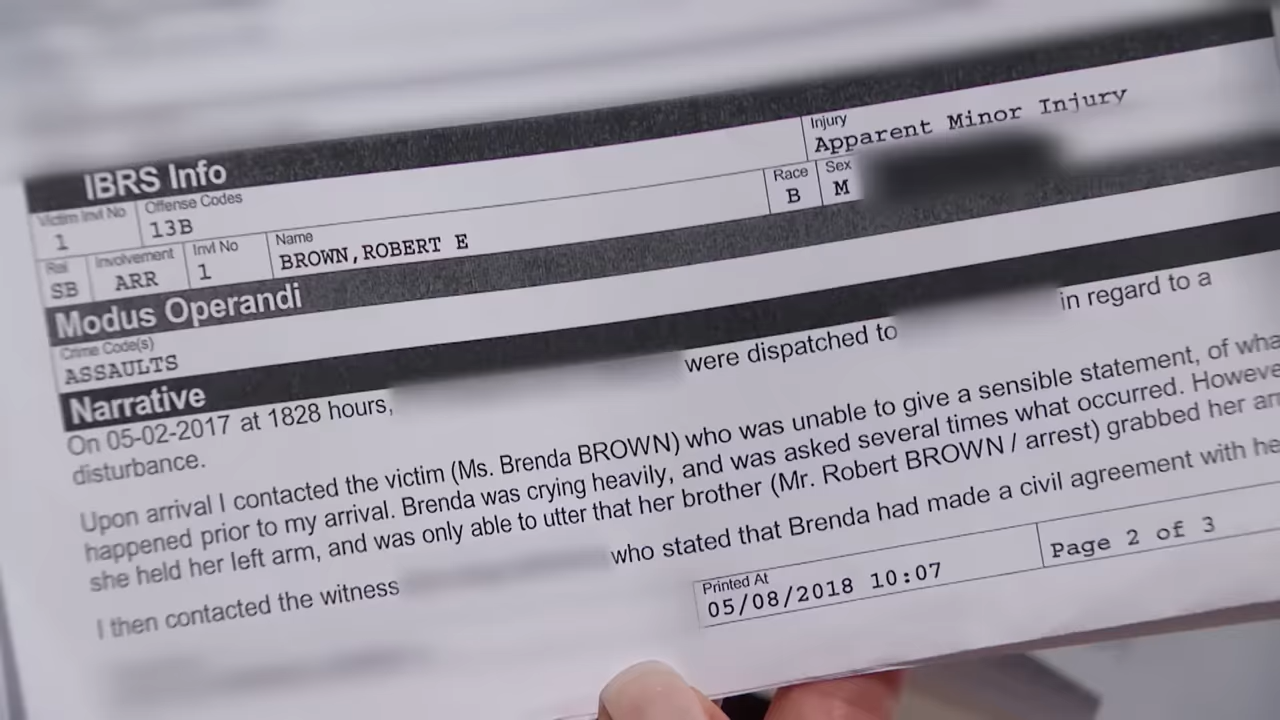 IBRS Info
Victim Invl No Offense Codes Injury
1 13B Apparent Minor Injury
Rel Involvement Invl No Name Race Sex
SB ARR 1 BROWN, ROBERT E B M
Modus Operandi
Crime Code(s)
ASSAULTS
Narrative
On 05-02-2017 at 1828 hours, were dispatched to in regard to a
disturbance.
Upon arrival I contacted the victim (Ms. Brenda BROWN) who was unable to give a sensible statement, of
happened prior to my arrival. Brenda was crying heavily, and was asked several times what occurred.
she held her left arm, and was only able to utter that her brother (Mr. Robert BROWN / arrest) grabbed her
I then contacted the witness who stated that Brenda had made a civil agreement with
Printed At
05/08/2018 10:07
Page 2 of 3